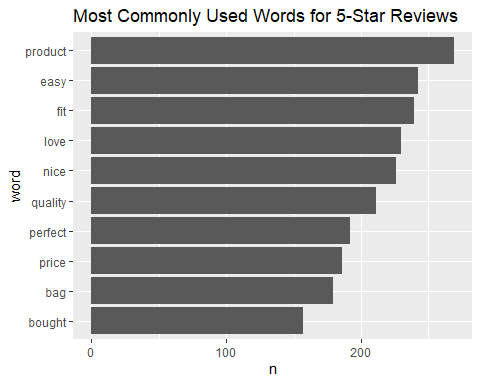 Most Commonly Used Words for 5-Star Reviews
word
product
easy
fit
love
nice
quality
perfect
price
bag
bought
0 100 200
n